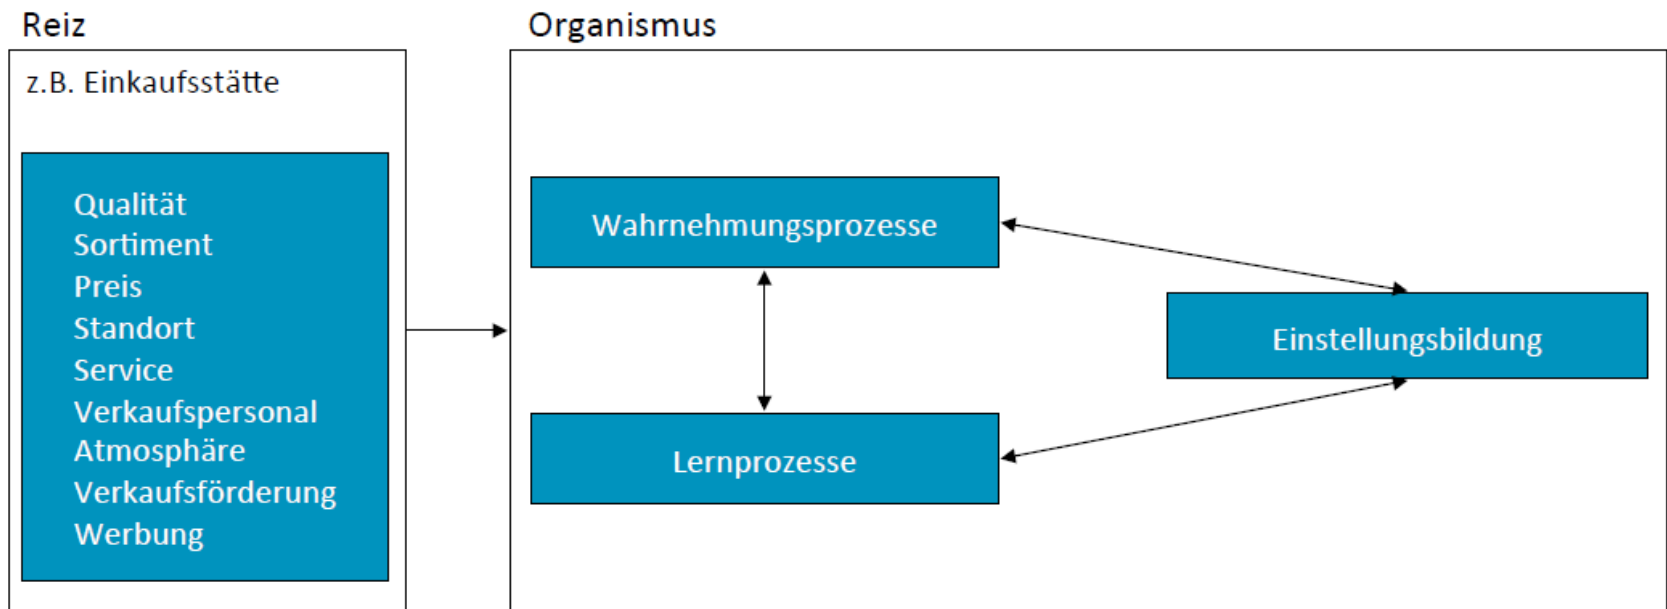 Reiz
z.B. Einkaufsstätte
Qualität
Sortiment
Preis
Standort
Service
Verkaufspersonal
Atmosphäre
Verkaufsförderung
Werbung
Organismus
Wahrnehmungsprozesse
Lernprozesse
Einstellungsbildung